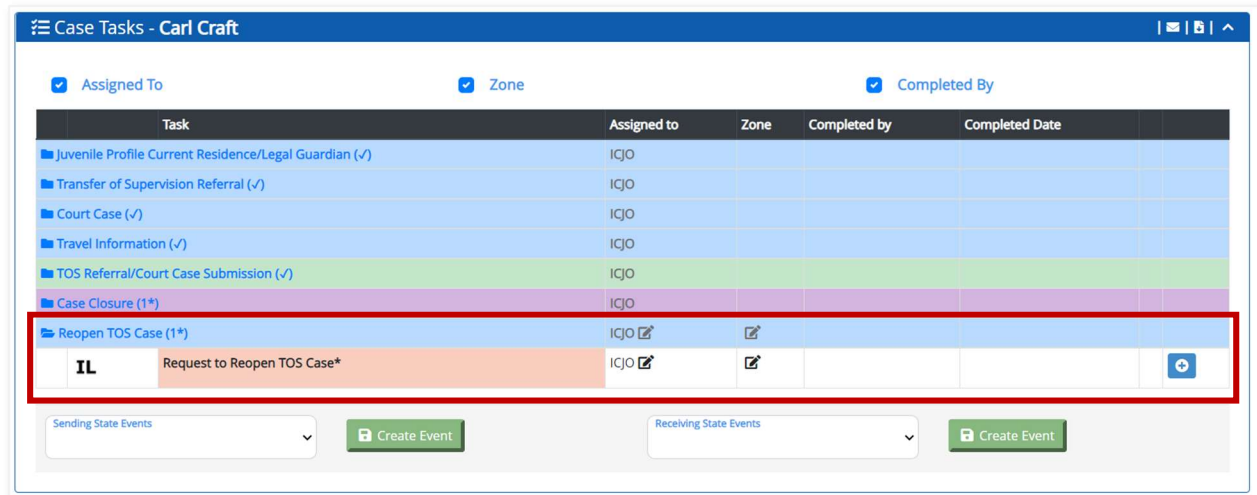 Case Tasks - Carl Craft
Assigned To Zone Completed By
Task Assigned to Zone Completed by Completed Date
Juvenile Profile Current Residence/Legal Guardian (✓) ICJO
Transfer of Supervision Referral (✓) ICJO
Court Case (✓) ICJO
Travel Information (✓) ICJO
TOS Referral/Court Case Submission (✓) ICJO
Case Closure (1*) ICJO
Reopen TOS Case (1*) ICJO
IL Request to Reopen TOS Case* ICJO
Sending State Events Create Event Receiving State Events Create Event